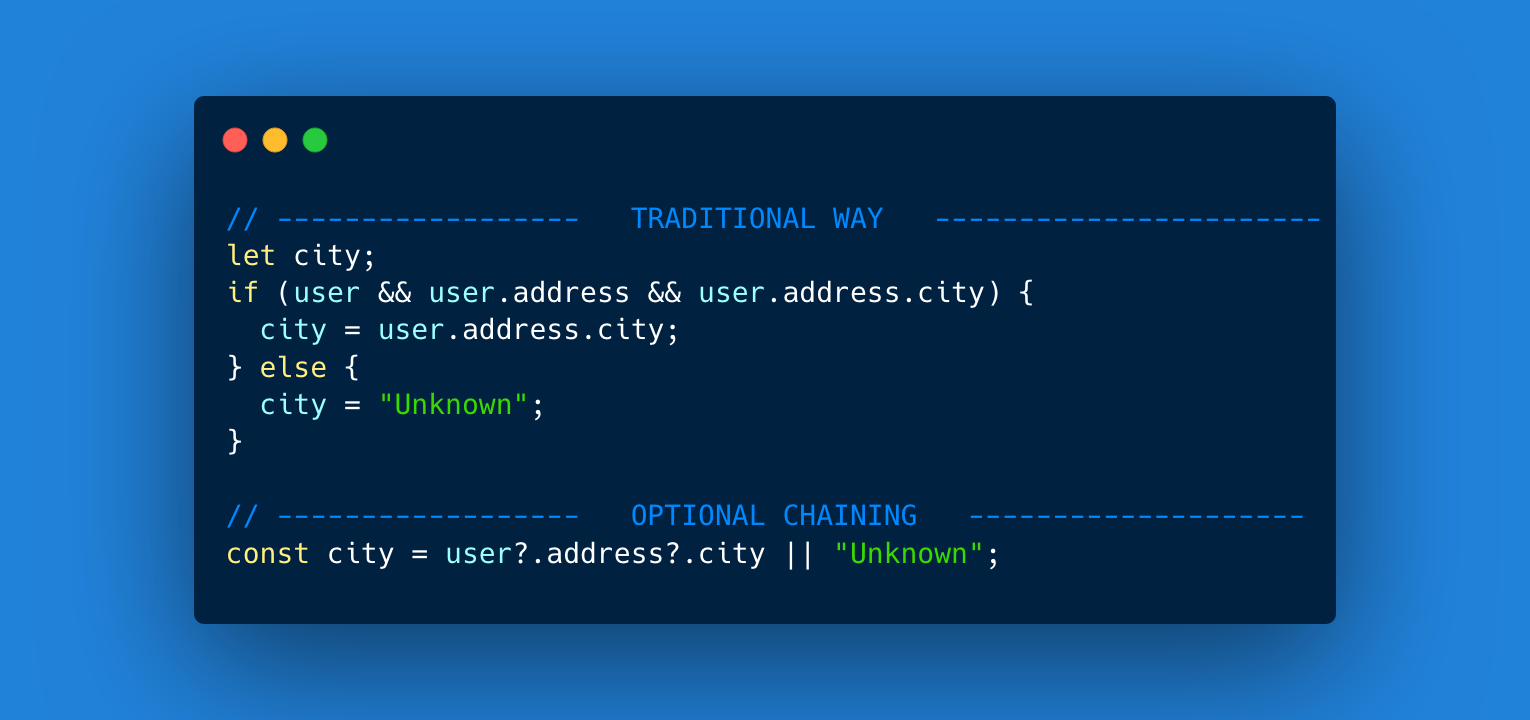 // ------------------   TRADITIONAL WAY   -----------------------
let city;
if (user && user.address && user.address.city) {
  city = user.address.city;
} else {
  city = "Unknown";
}
// ------------------   OPTIONAL CHAINING   --------------------
const city = user?.address?.city || "Unknown";